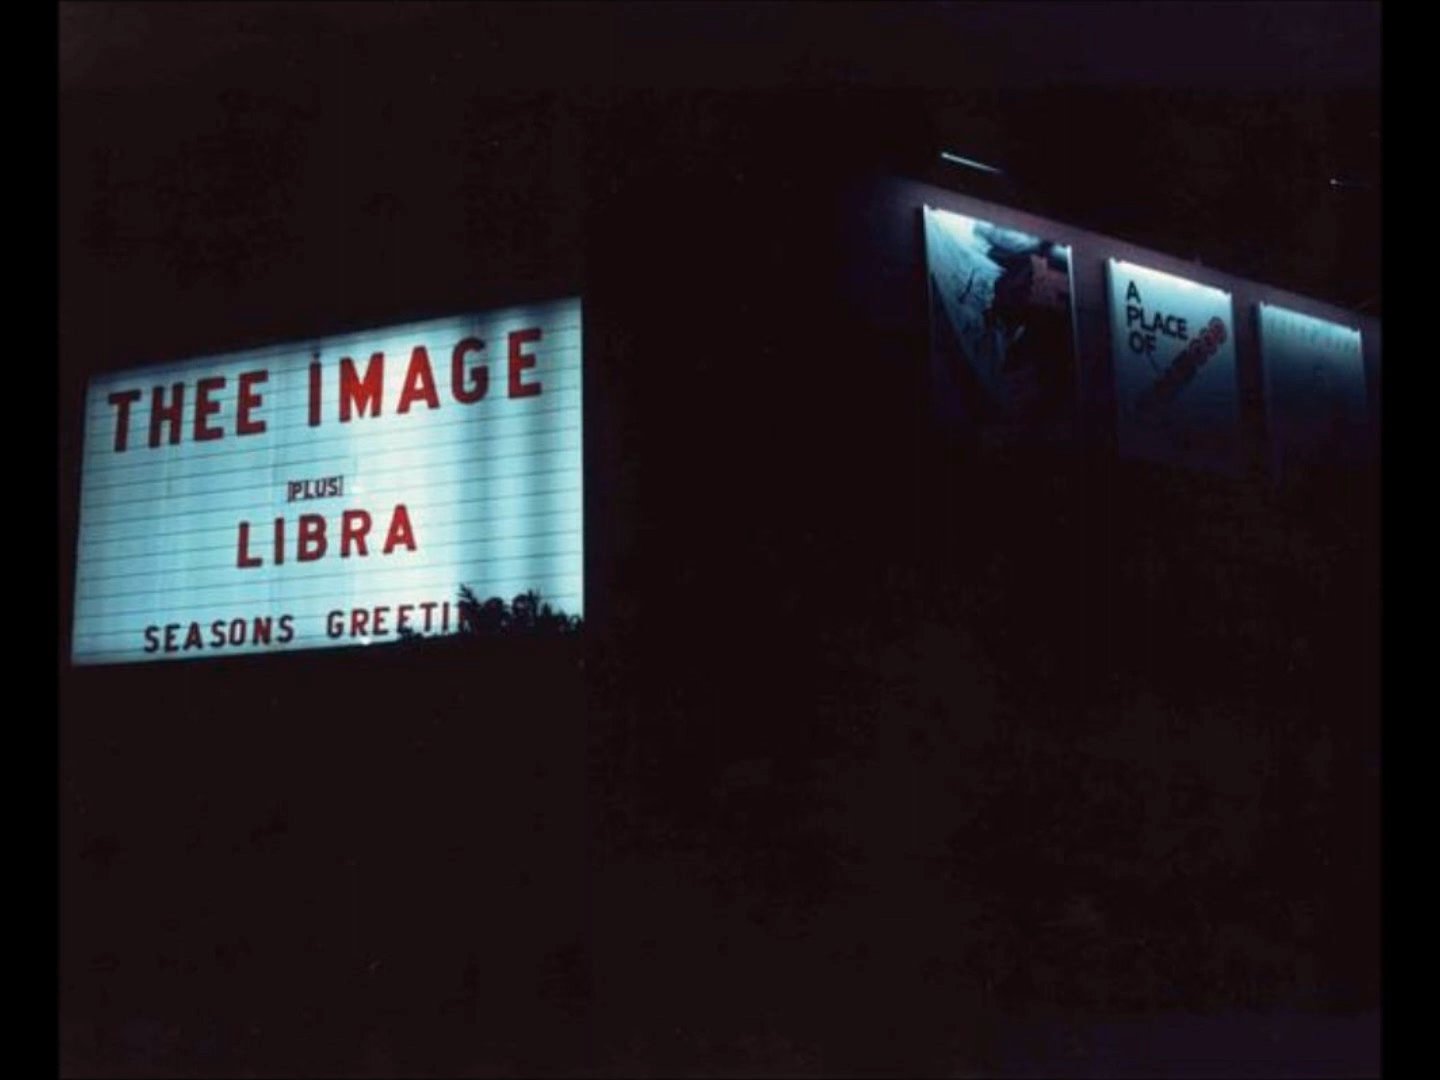 THEE IMAGE
PLUS
LIBRA
SEASONS GREETI
A
PLACE
OF